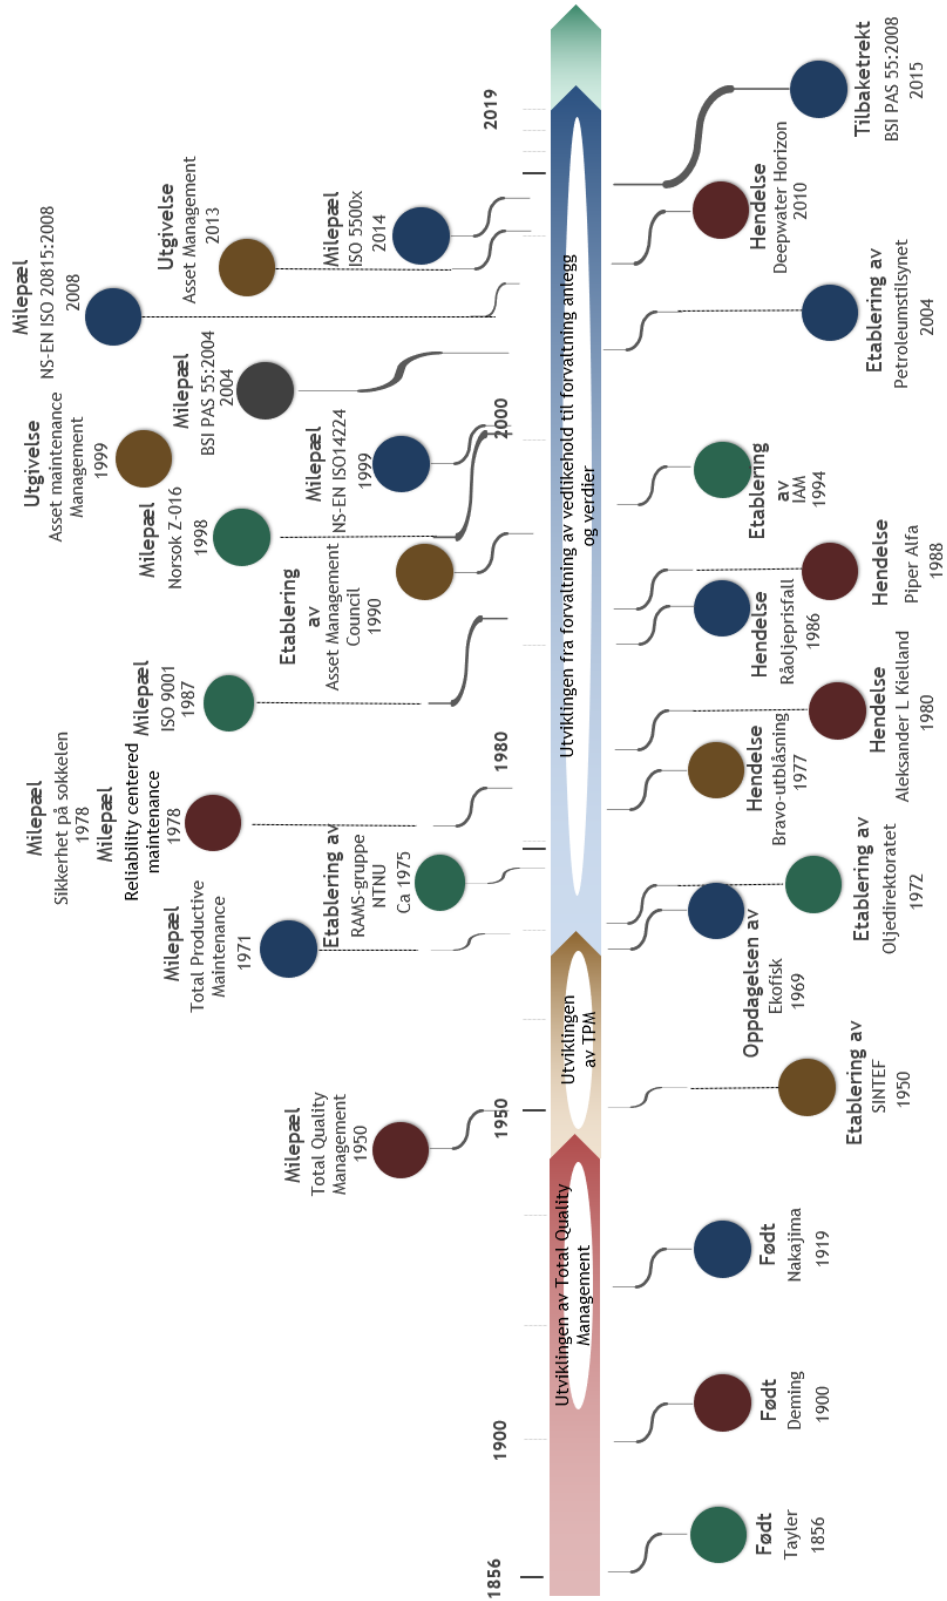 1856
1900
1950
1980
2000
2019
Utviklingen av Total Quality
Management
Utviklingen
av TPM
Utviklingen fra forvaltning av vedlikehold til forvaltning anlegg
og verdier
Milepæl
Total Quality
Management
1950
Milepæl
Total Productive
Maintenance
1971
Etablering av
RAMS-gruppe
NTNU
Ca 1975
Milepæl
Sikkerhet på sokkelen
1978
Milepæl
Reliability centered
maintenance
1978
Milepæl
ISO 9001
1987
Etablering
av
Asset Management
Council
1990
Milepæl
Norsok Z-016
1998
Utgivelse
Asset maintenance
Management
1999
Milepæl
NS-EN ISO14224
1999
Milepæl
BSI PAS 55:2004
2004
Milepæl
NS-EN ISO 20815:2008
2008
Utgivelse
Asset Management
2013
Milepæl
ISO 5500x
2014
Født
Tayler
1856
Født
Deming
1900
Født
Nakajima
1919
Etablering av
SINTEF
1950
Oppdagelsen av
Ekofisk
1969
Etablering av
Oljedirektoratet
1972
Hendelse
Bravo-utblåsning
1977
Hendelse
Aleksander L Kielland
1980
Hendelse
Råoljeprisfall
1986
Hendelse
Piper Alfa
1988
Etablering
av
IAM
1994
Etablering av
Petroleumstilsynet
2004
Hendelse
Deepwater Horizon
2010
Tilbaketrekt
BSI PAS 55:2008
2015